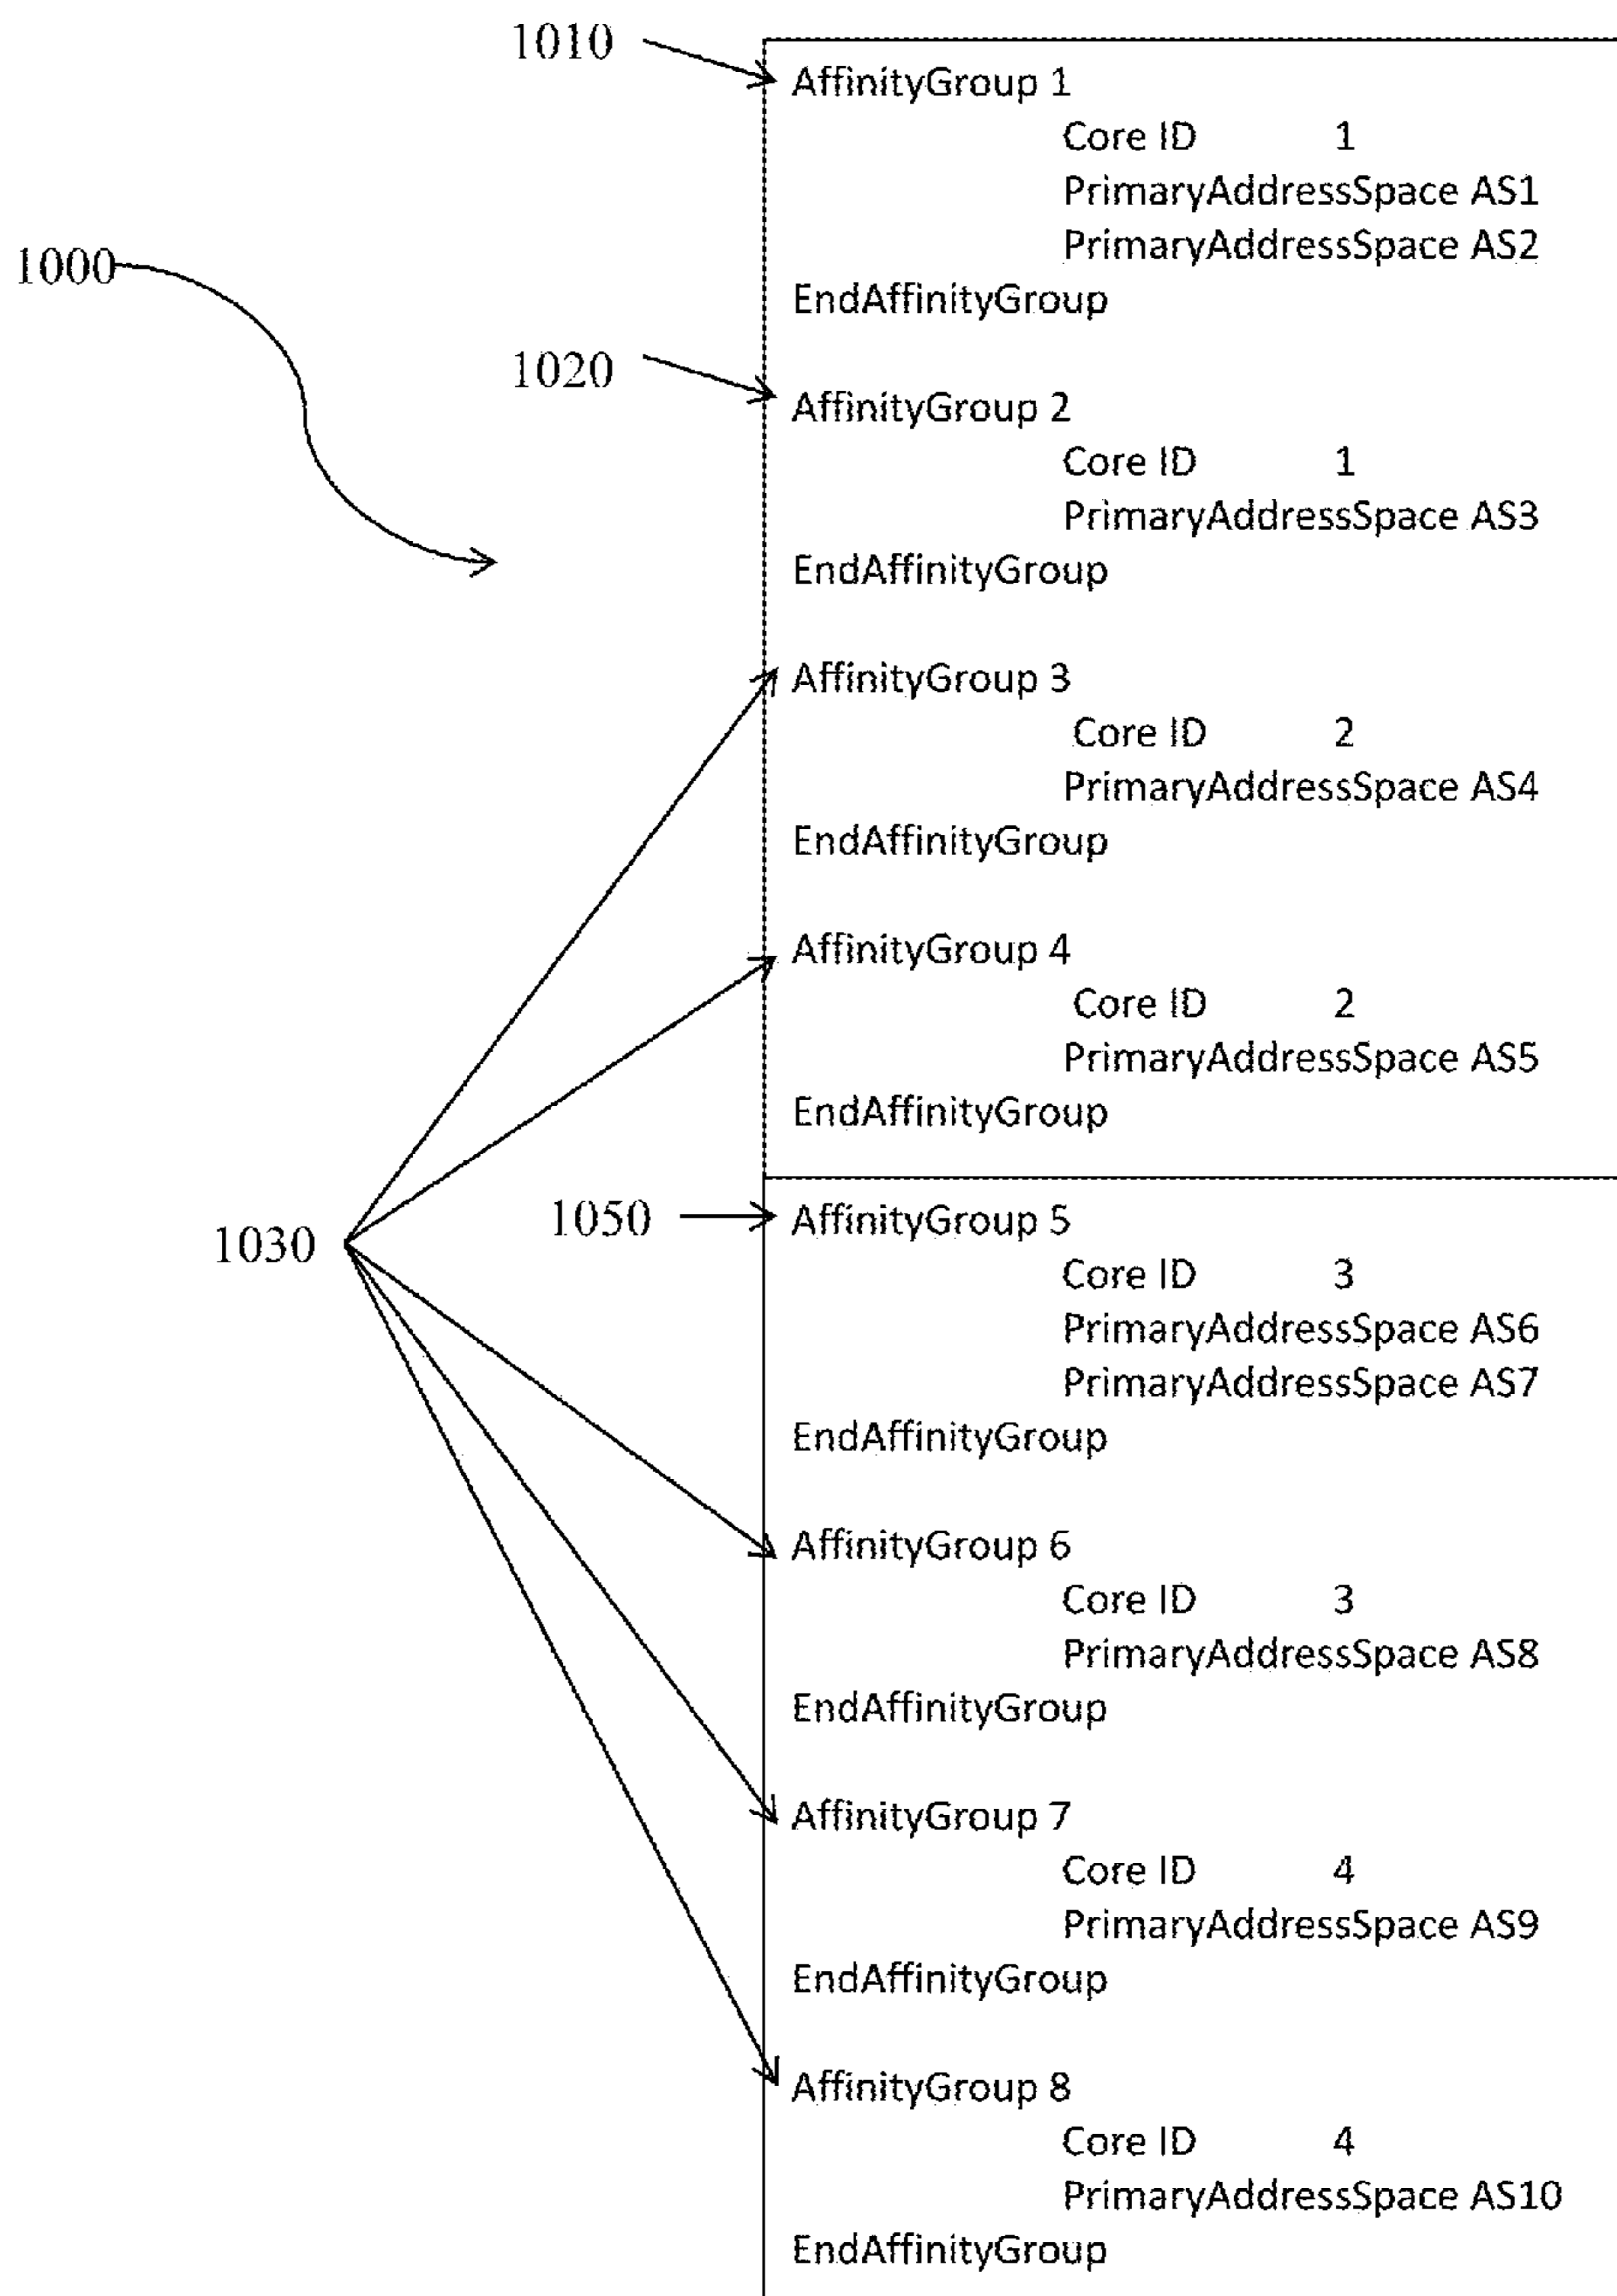 1010
AffinityGroup 1
Core ID 1
PrimaryAddressSpace AS1
PrimaryAddressSpace AS2
1000
EndAffinityGroup
1020
AffinityGroup 2
Core ID 1
PrimaryAddressSpace AS3
EndAffinityGroup
AffinityGroup 3
Core ID 2
PrimaryAddressSpace AS4
EndAffinityGroup
AffinityGroup 4
Core ID 2
PrimaryAddressSpace AS5
EndAffinityGroup
1030
1050
AffinityGroup 5
Core ID 3
PrimaryAddressSpace AS6
PrimaryAddressSpace AS7
EndAffinityGroup
AffinityGroup 6
Core ID 3
PrimaryAddressSpace AS8
EndAffinityGroup
AffinityGroup 7
Core ID 4
PrimaryAddressSpace AS9
EndAffinityGroup
AffinityGroup 8
Core ID 4
PrimaryAddressSpace AS10
EndAffinityGroup